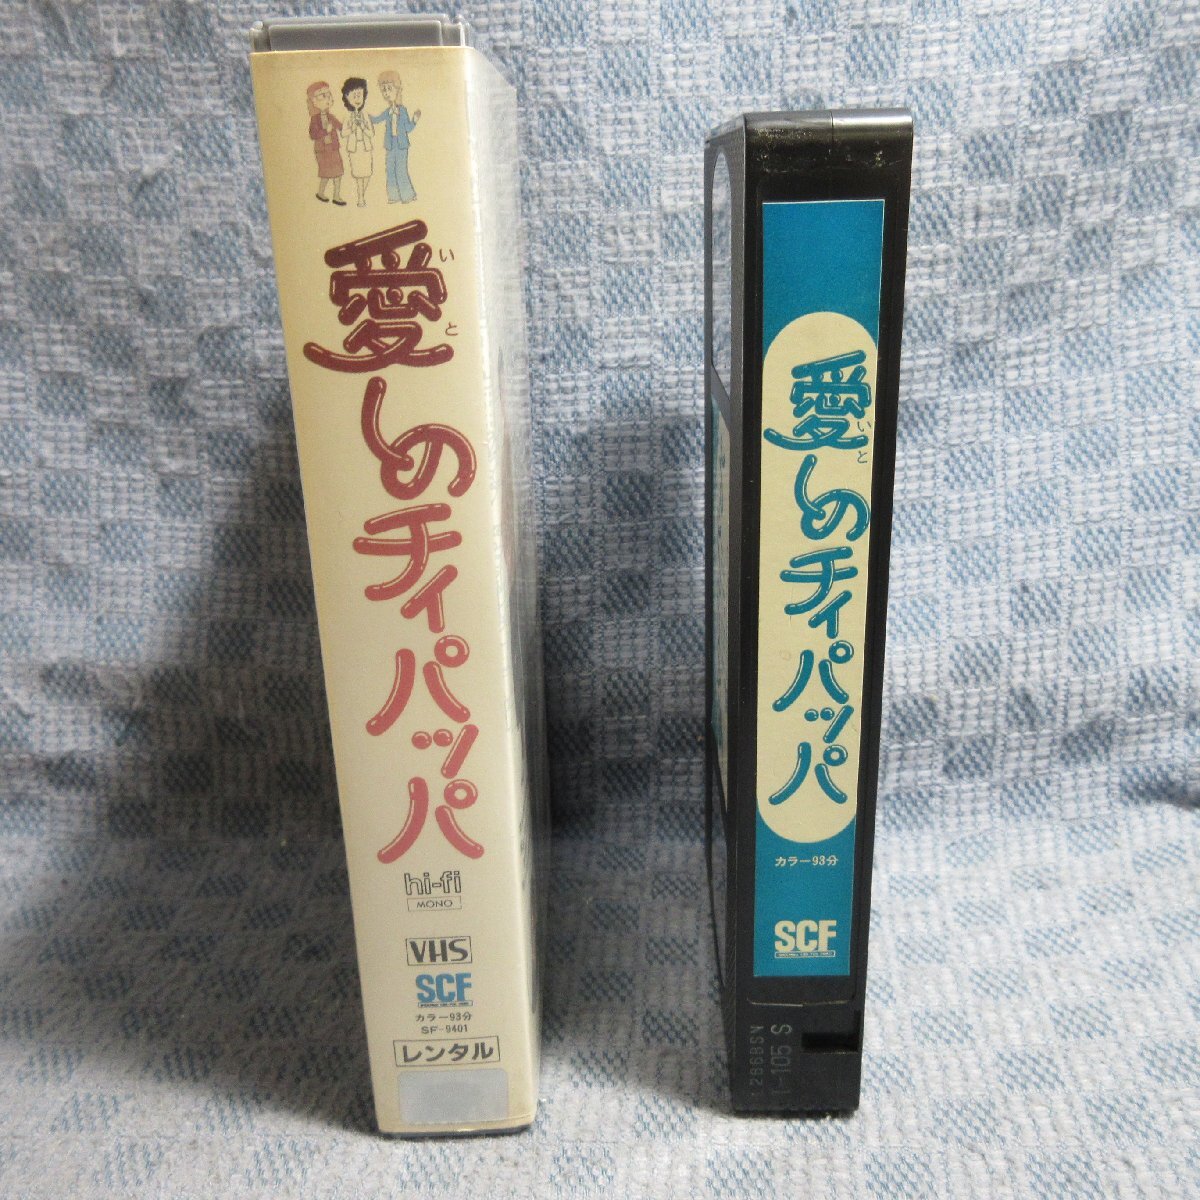 愛しのチィパッパ
いと
hi-fi
MONO
VHS
SCF
カラー93分
SF-9401
レンタル
愛しのチィパッパ
いと
カラー93分
SCF
T-105 S